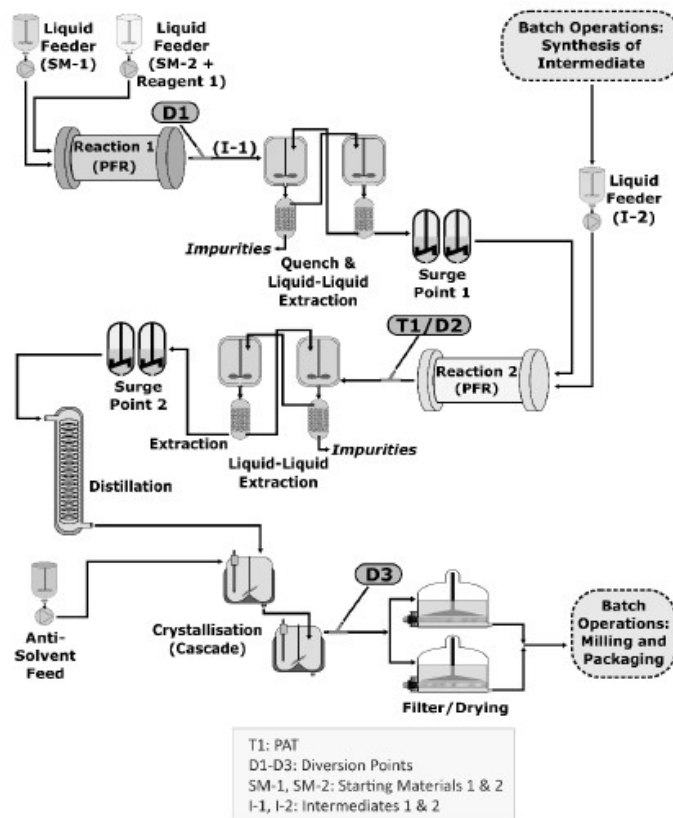 Liquid
Feeder
(SM-1)
Liquid
Feeder
(SM-2 +
Reagent 1)
Batch Operations:
Synthesis of
Intermediate
D1
Reaction 1
(PFR)
(I-1)
Liquid
Feeder
(I-2)
Impurities
Quench &
Liquid-Liquid
Extraction
Surge
Point 1
T1/D2
Reaction 2
(PFR)
Surge
Point 2
Extraction
Liquid-Liquid
Extraction
Impurities
Distillation
D3
Anti-
Solvent
Feed
Crystallisation
(Cascade)
Filter/Drying
Batch
Operations:
Milling and
Packaging
T1: PAT
D1-D3: Diversion Points
SM-1, SM-2: Starting Materials 1 & 2
I-1, I-2: Intermediates 1 & 2